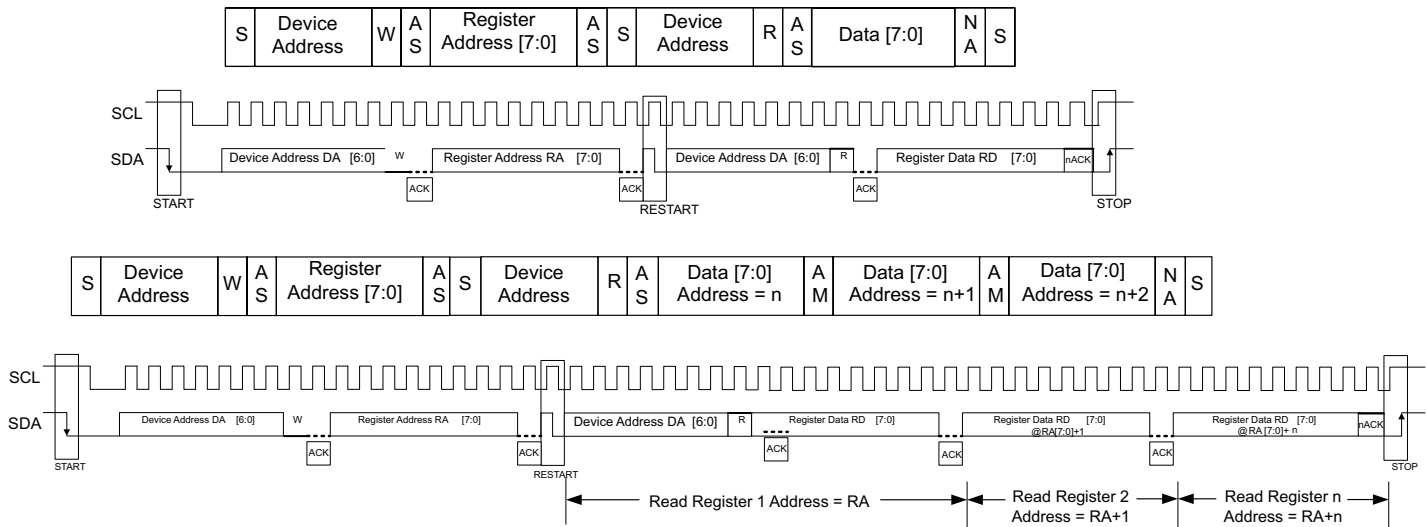 S Device Address W A S Register Address [7:0] A S S Device Address R A S Data [7:0] N A S
SCL
SDA Device Address DA [6:0] W Register Address RA [7:0] Device Address DA [6:0] R Register Data RD [7:0] nACK
ACK ACK ACK
START RESTART STOP
S Device Address W A S Register Address [7:0] A S S Device Address R A S Data [7:0] Address = n A M Data [7:0] Address = n+1 A M Data [7:0] Address = n+2 N A S
SCL
SDA Device Address DA [6:0] W Register Address RA [7:0] Device Address DA [6:0] R Register Data RD [7:0] Register Data RD [7:0] @RA[7:0]+1 Register Data RD [7:0] @RA[7:0]+ n nACK
ACK ACK ACK ACK ACK
START RESTART STOP
Read Register 1 Address = RA
Read Register 2
Address = RA+1
Read Register n
Address = RA+n